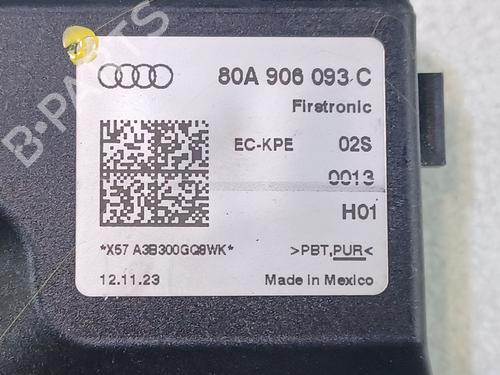 80A 906 093 C
Firstronic
EC-KPE 02S
0013
H01
*X57 A3B300GQ8WK*
>PBT,PUR<
12.11.23
Made in Mexico
B-PARTS